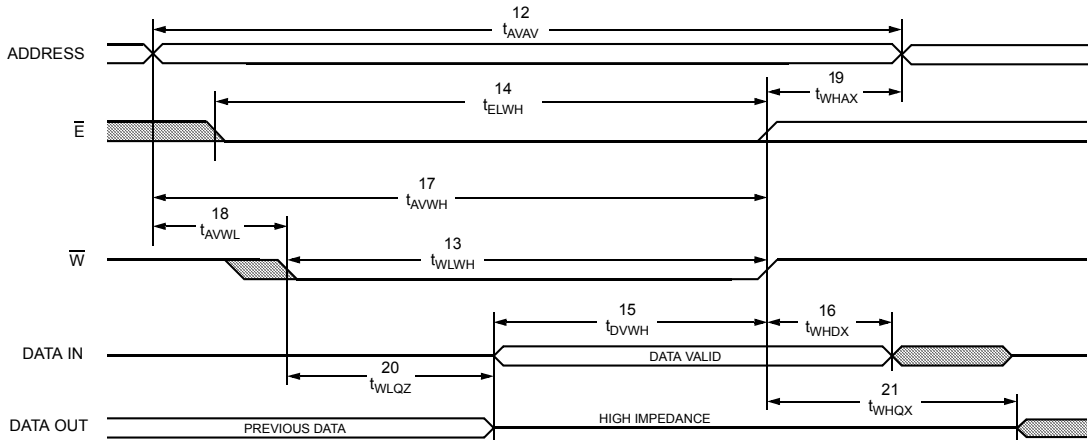 12
tAVAV
ADDRESS
14
tELWH
19
tWHAX
E̅
17
tAVWH
18
tAVWL
W̅
13
tWLWH
15
tDVWH
16
tWHDX
DATA IN
DATA VALID
20
tWLQZ
21
tWHQX
DATA OUT
PREVIOUS DATA
HIGH IMPEDANCE